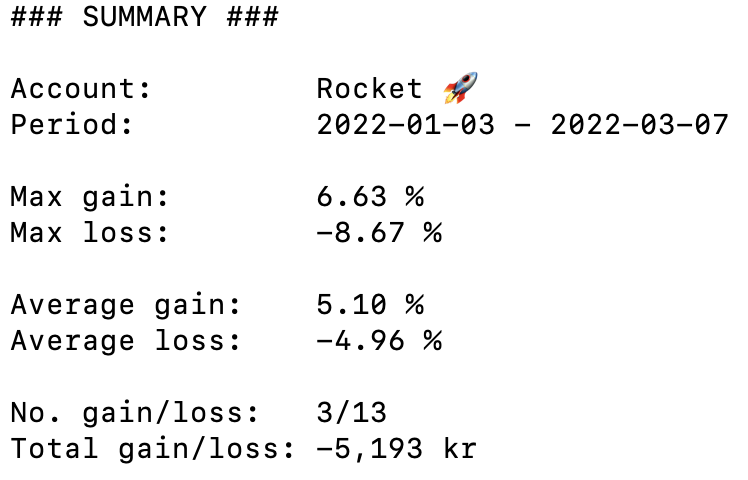 ### SUMMARY ###
Account: Rocket 🚀
Period: 2022-01-03 - 2022-03-07
Max gain: 6.63 %
Max loss: -8.67 %
Average gain: 5.10 %
Average loss: -4.96 %
No. gain/loss: 3/13
Total gain/loss: -5,193 kr